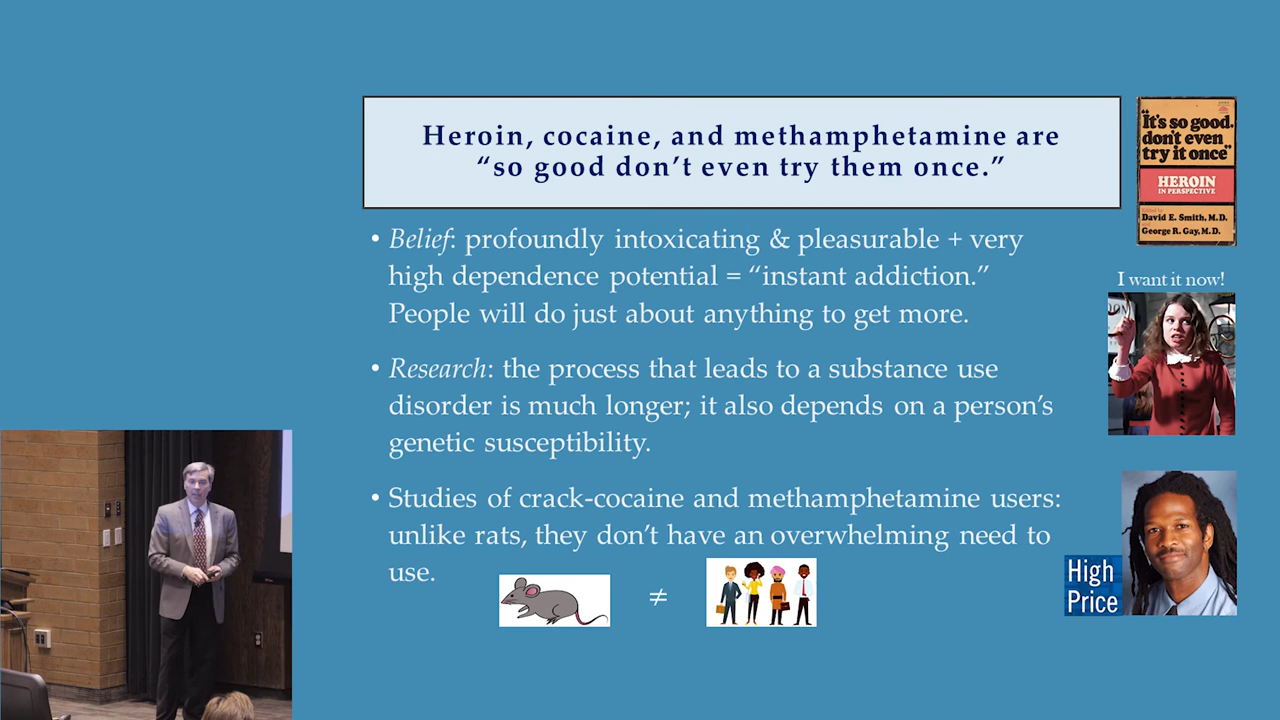 Heroin, cocaine, and methamphetamine are
“so good don’t even try them once.”
• Belief: profoundly intoxicating & pleasurable + very
high dependence potential = “instant addiction.”
People will do just about anything to get more.
• Research: the process that leads to a substance use
disorder is much longer; it also depends on a person’s
genetic susceptibility.
• Studies of crack-cocaine and methamphetamine users:
unlike rats, they don’t have an overwhelming need to
use.
≠
"It's so good.
don't even
try it once"
HEROIN
IN PERSPECTIVE
Edited by
David E. Smith, M.D.
George R. Gay, M.D.
I want it now!
High
Price